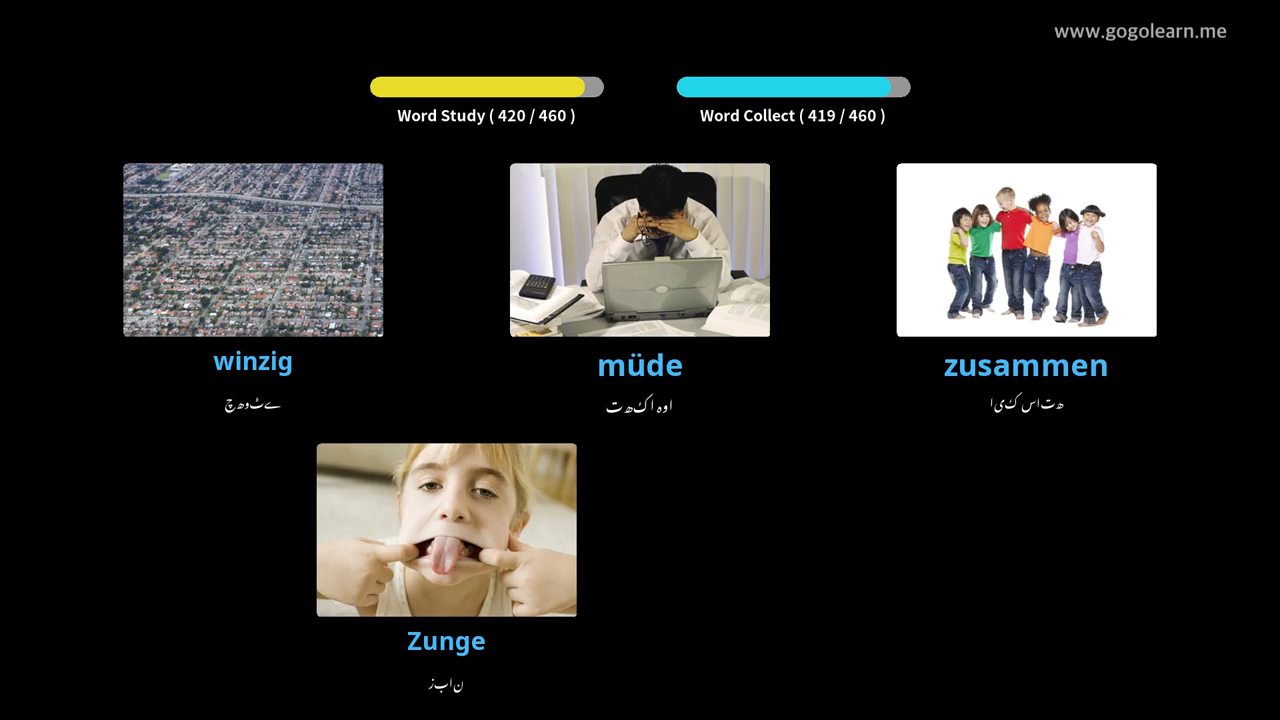 www.gogolearn.me
Word Study ( 420 / 460 )
Word Collect ( 419 / 460 )
winzig
müde
zusammen
چھوٹے
تھکا ہوا
ایک ساتھ
Zunge
زبان